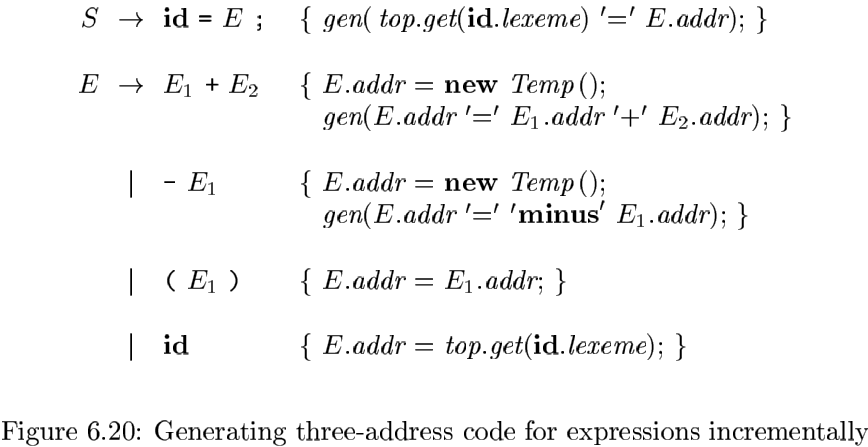 S → id = E ; { gen( top.get(id.lexeme) '=' E.addr); }
E → E₁ + E₂ { E.addr = new Temp();
gen(E.addr '=' E₁.addr '+' E₂.addr); }
| - E₁ { E.addr = new Temp();
gen(E.addr '=' 'minus' E₁.addr); }
| ( E₁ ) { E.addr = E₁.addr; }
| id { E.addr = top.get(id.lexeme); }
Figure 6.20: Generating three-address code for expressions incrementally